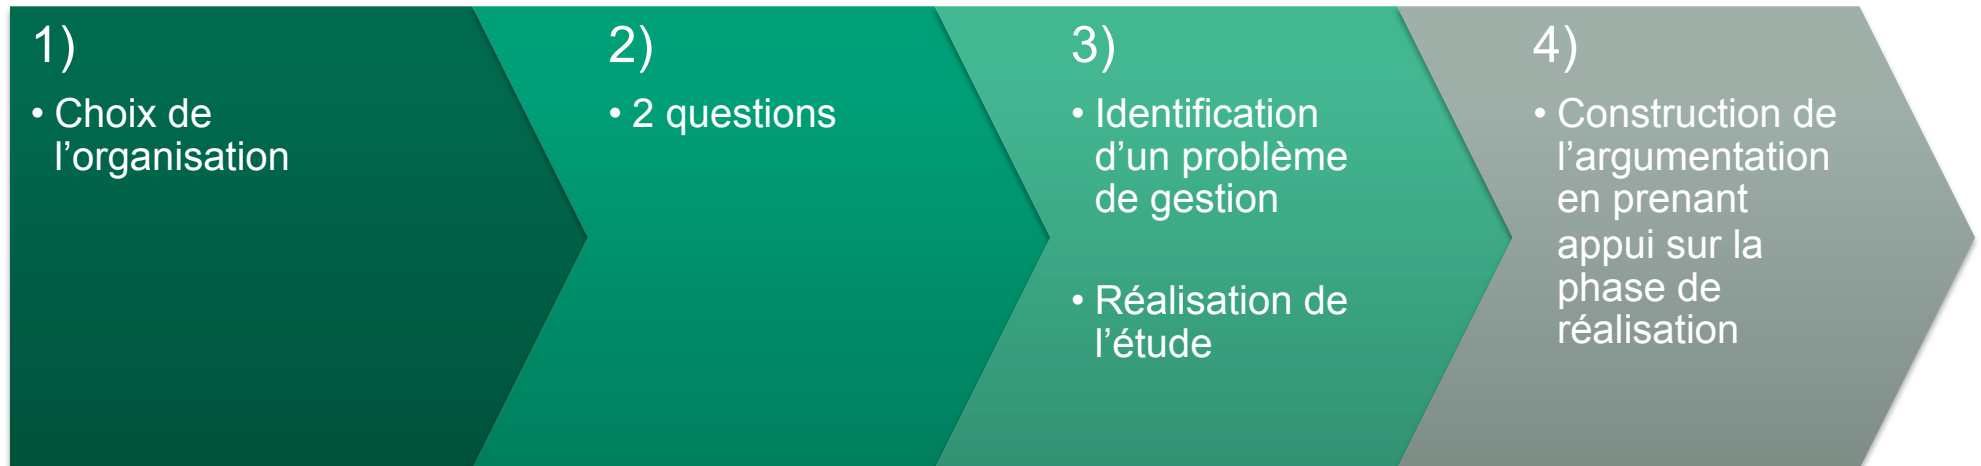 1)
• Choix de
l’organisation
2)
• 2 questions
3)
• Identification
d’un problème
de gestion
• Réalisation de
l’étude
4)
• Construction de
l’argumentation
en prenant
appui sur la
phase de
réalisation